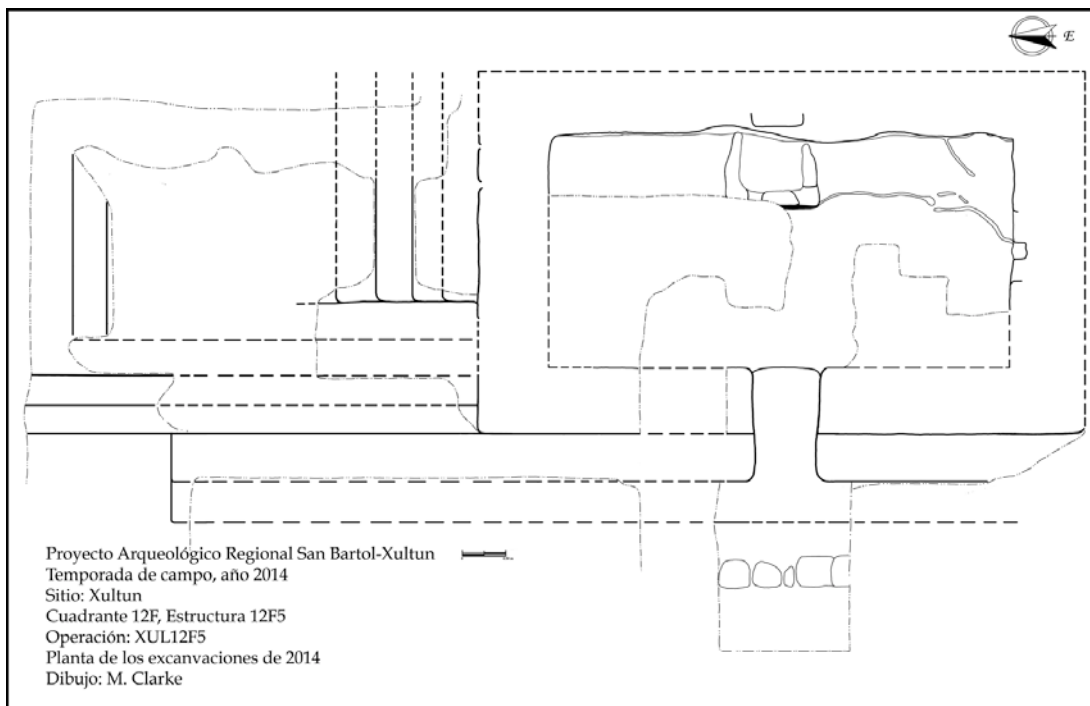 E
Proyecto Arqueológico Regional San Bartol-Xultun
Temporada de campo, año 2014
Sitio: Xultun
Cuadrante 12F, Estructura 12F5
Operación: XUL12F5
Planta de los excanvaciones de 2014
Dibujo: M. Clarke